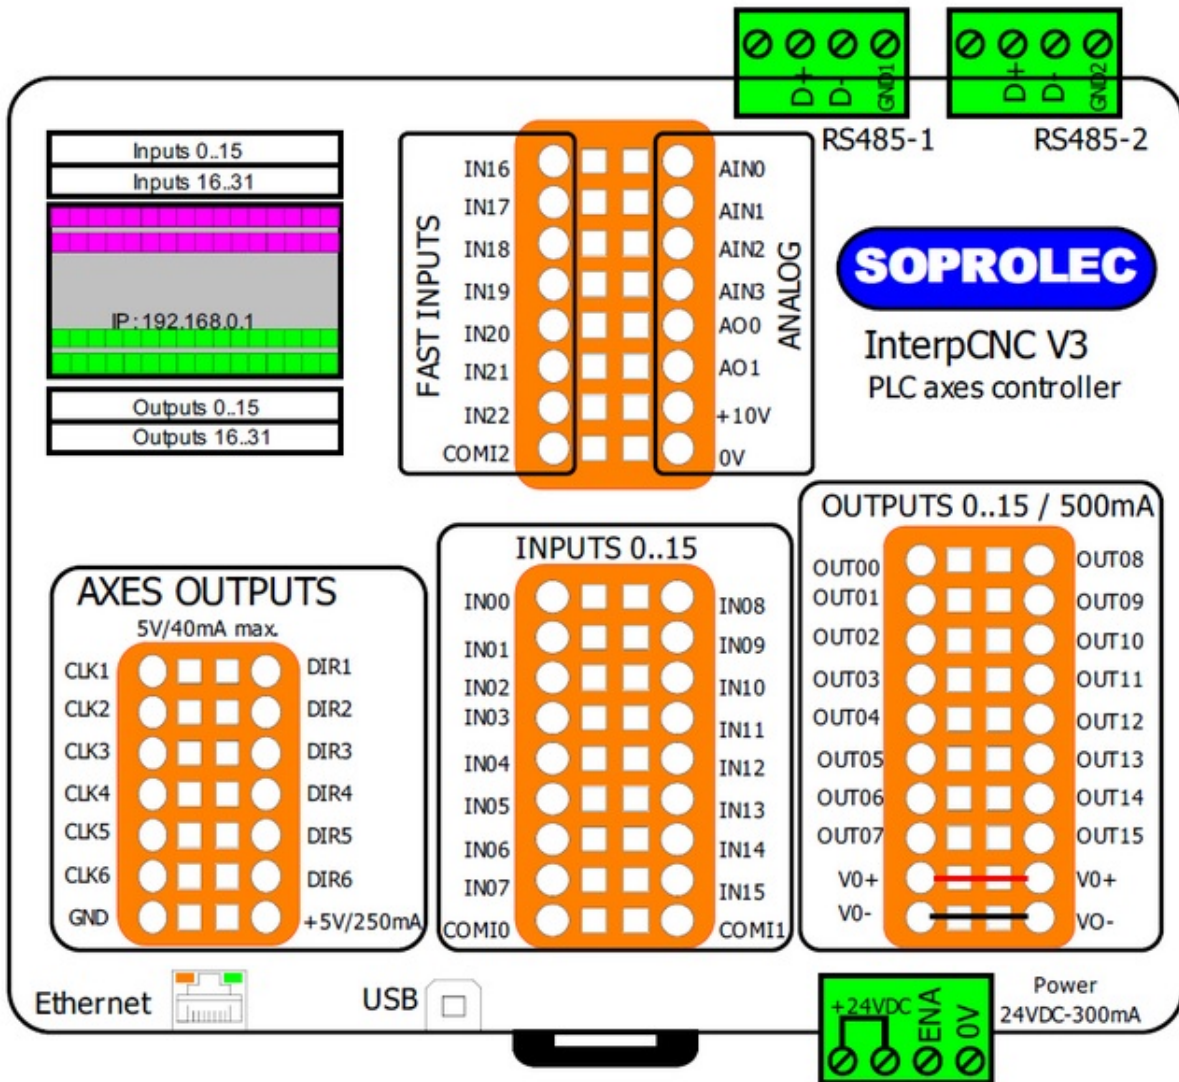 D+ D- GND1
D+ D- GND2
RS485-1
RS485-2
Inputs 0..15
Inputs 16..31
IP : 192.168.0.1
Outputs 0..15
Outputs 16..31
FAST INPUTS
IN16
IN17
IN18
IN19
IN20
IN21
IN22
COMI2
AIN0
AIN1
AIN2
AIN3
AO0
AO1
+10V
0V
ANALOG
SOPROLEC
InterpCNC V3
PLC axes controller
AXES OUTPUTS
5V/40mA max.
CLK1 DIR1
CLK2 DIR2
CLK3 DIR3
CLK4 DIR4
CLK5 DIR5
CLK6 DIR6
GND +5V/250mA
INPUTS 0..15
IN00 IN08
IN01 IN09
IN02 IN10
IN03 IN11
IN04 IN12
IN05 IN13
IN06 IN14
IN07 IN15
COMI0 COMI1
OUTPUTS 0..15 / 500mA
OUT00 OUT08
OUT01 OUT09
OUT02 OUT10
OUT03 OUT11
OUT04 OUT12
OUT05 OUT13
OUT06 OUT14
OUT07 OUT15
V0+ V0+
V0- VO-
Ethernet
USB
+24VDC ENA 0V
Power
24VDC-300mA